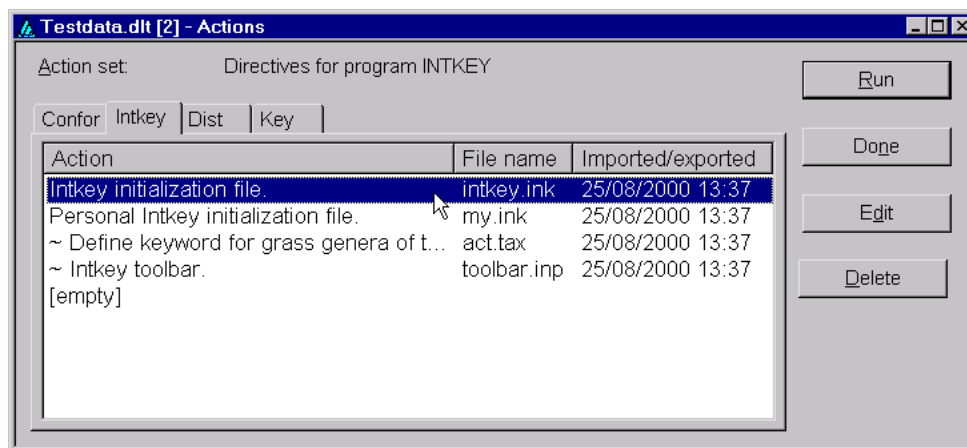 Testdata.dlt [2] - Actions
Action set: Directives for program INTKEY
Run
Confor Intkey Dist Key
Done
Action File name Imported/exported
Intkey initialization file. intkey.ink 25/08/2000 13:37
Personal Intkey initialization file. my.ink 25/08/2000 13:37
Edit
~ Define keyword for grass genera of t... act.tax 25/08/2000 13:37
~ Intkey toolbar. toolbar.inp 25/08/2000 13:37
Delete
[empty]